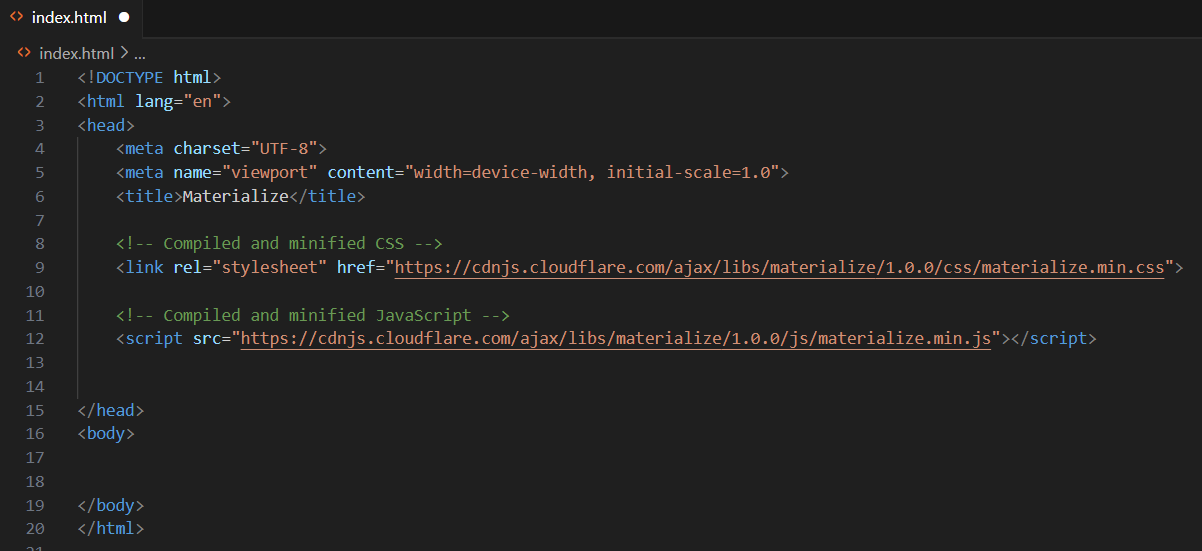 index.html
index.html > ...
1 <!DOCTYPE html>
2 <html lang="en">
3 <head>
4 <meta charset="UTF-8">
5 <meta name="viewport" content="width=device-width, initial-scale=1.0">
6 <title>Materialize</title>
7
8 <!-- Compiled and minified CSS -->
9 <link rel="stylesheet" href="https://cdnjs.cloudflare.com/ajax/libs/materialize/1.0.0/css/materialize.min.css">
10
11 <!-- Compiled and minified JavaScript -->
12 <script src="https://cdnjs.cloudflare.com/ajax/libs/materialize/1.0.0/js/materialize.min.js"></script>
13
14
15 </head>
16 <body>
17
18
19 </body>
20 </html>
21